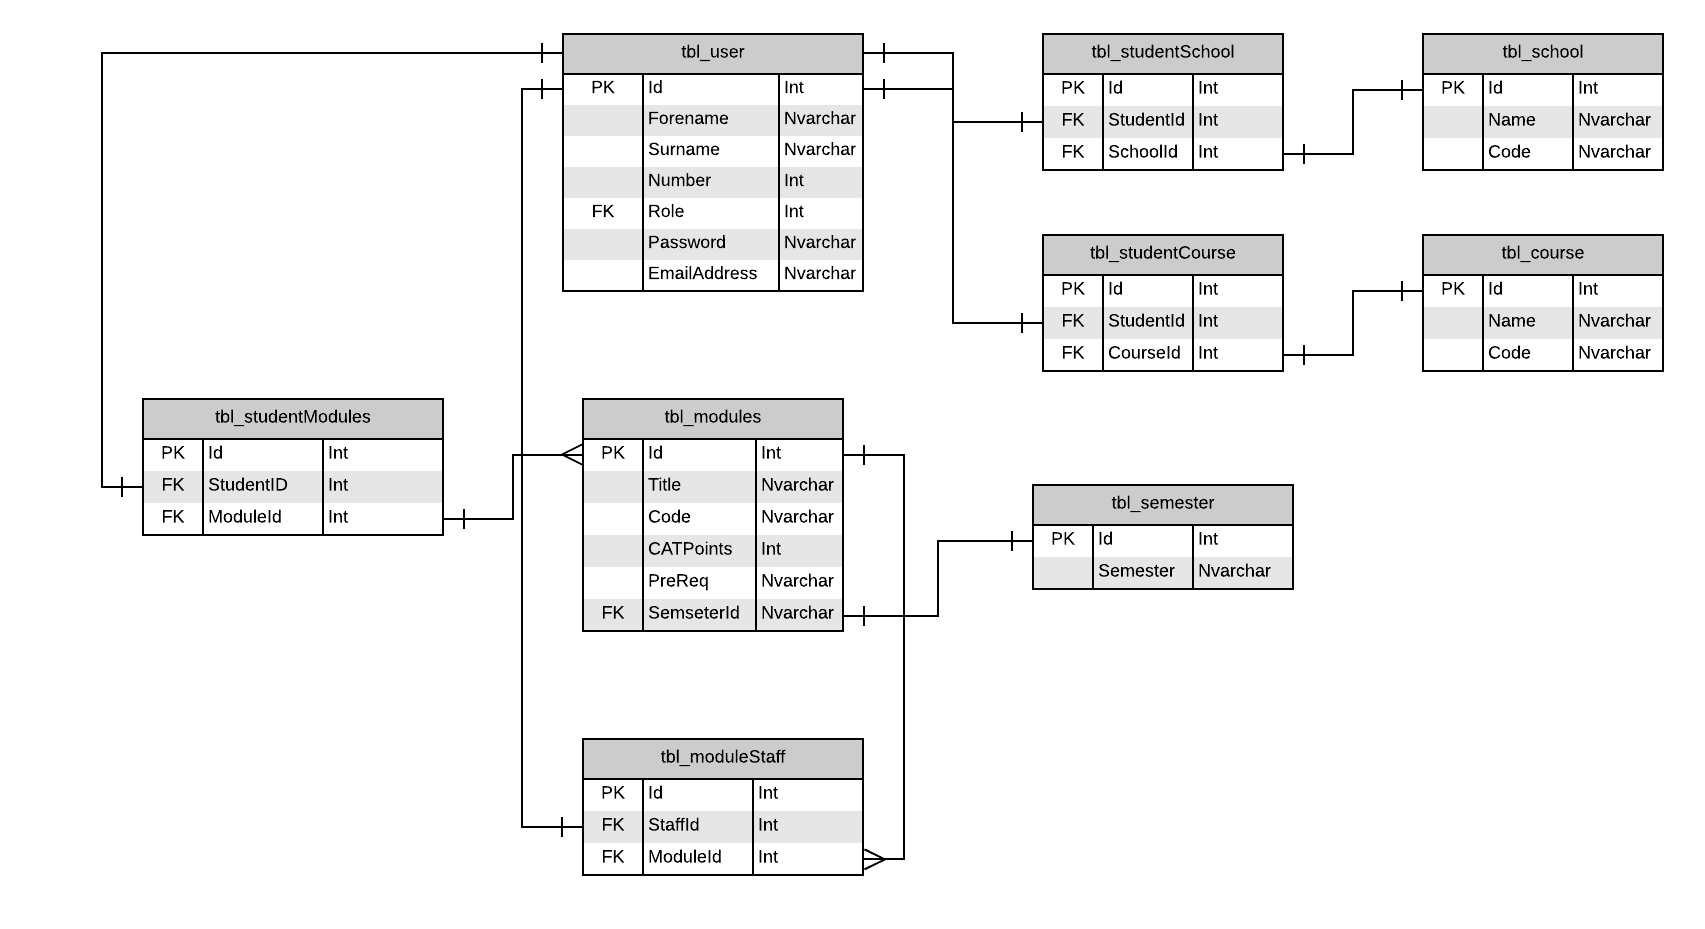 tbl_user
PK Id Int
Forename Nvarchar
Surname Nvarchar
Number Int
FK Role Int
Password Nvarchar
EmailAddress Nvarchar
tbl_studentSchool
PK Id Int
FK StudentId Int
FK SchoolId Int
tbl_school
PK Id Int
Name Nvarchar
Code Nvarchar
tbl_studentCourse
PK Id Int
FK StudentId Int
FK CourseId Int
tbl_course
PK Id Int
Name Nvarchar
Code Nvarchar
tbl_studentModules
PK Id Int
FK StudentID Int
FK ModuleId Int
tbl_modules
PK Id Int
Title Nvarchar
Code Nvarchar
CATPoints Int
PreReq Nvarchar
FK SemseterId Nvarchar
tbl_semester
PK Id Int
Semester Nvarchar
tbl_moduleStaff
PK Id Int
FK StaffId Int
FK ModuleId Int